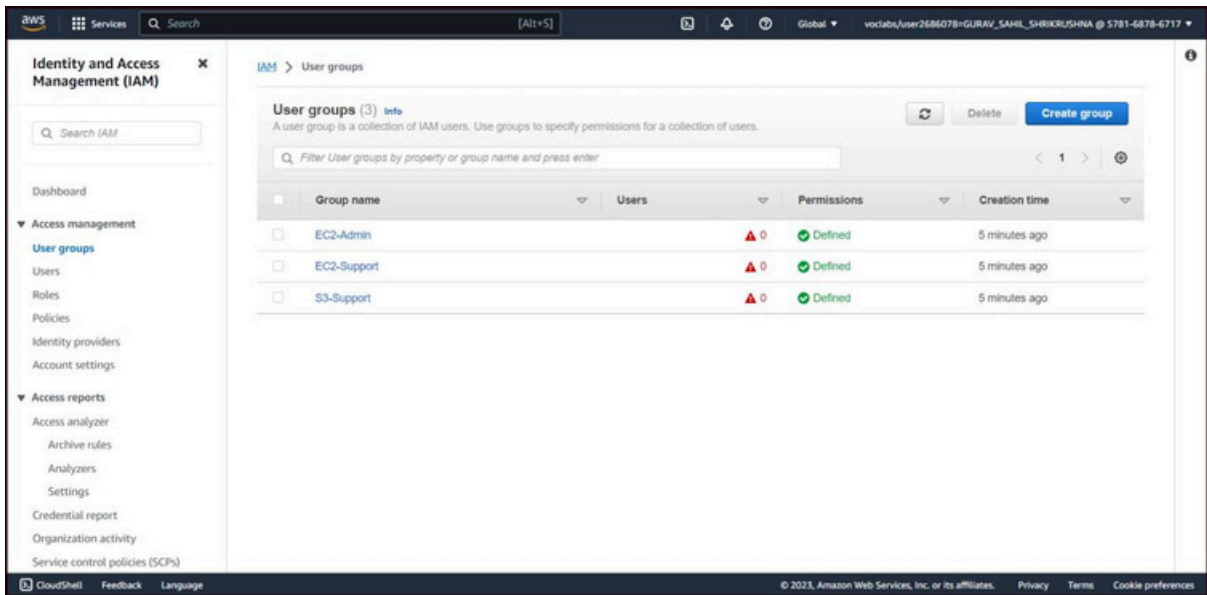 aws Services Search [Alt+S] Global voclabs/user2686078=GURAV_SAHIL_SHRIKRUSHNA @ 5781-6878-6717
Identity and Access Management (IAM)
Search IAM
Dashboard
Access management
User groups
Users
Roles
Policies
Identity providers
Account settings
Access reports
Access analyzer
Archive rules
Analyzers
Settings
Credential report
Organization activity
Service control policies (SCPs)
IAM > User groups
User groups (3) Info
A user group is a collection of IAM users. Use groups to specify permissions for a collection of users.
Delete Create group
Filter User groups by property or group name and press enter
< 1 >
Group name Users Permissions Creation time
EC2-Admin 0 Defined 5 minutes ago
EC2-Support 0 Defined 5 minutes ago
S3-Support 0 Defined 5 minutes ago
CloudShell Feedback Language © 2023, Amazon Web Services, Inc. or its affiliates. Privacy Terms Cookie preferences